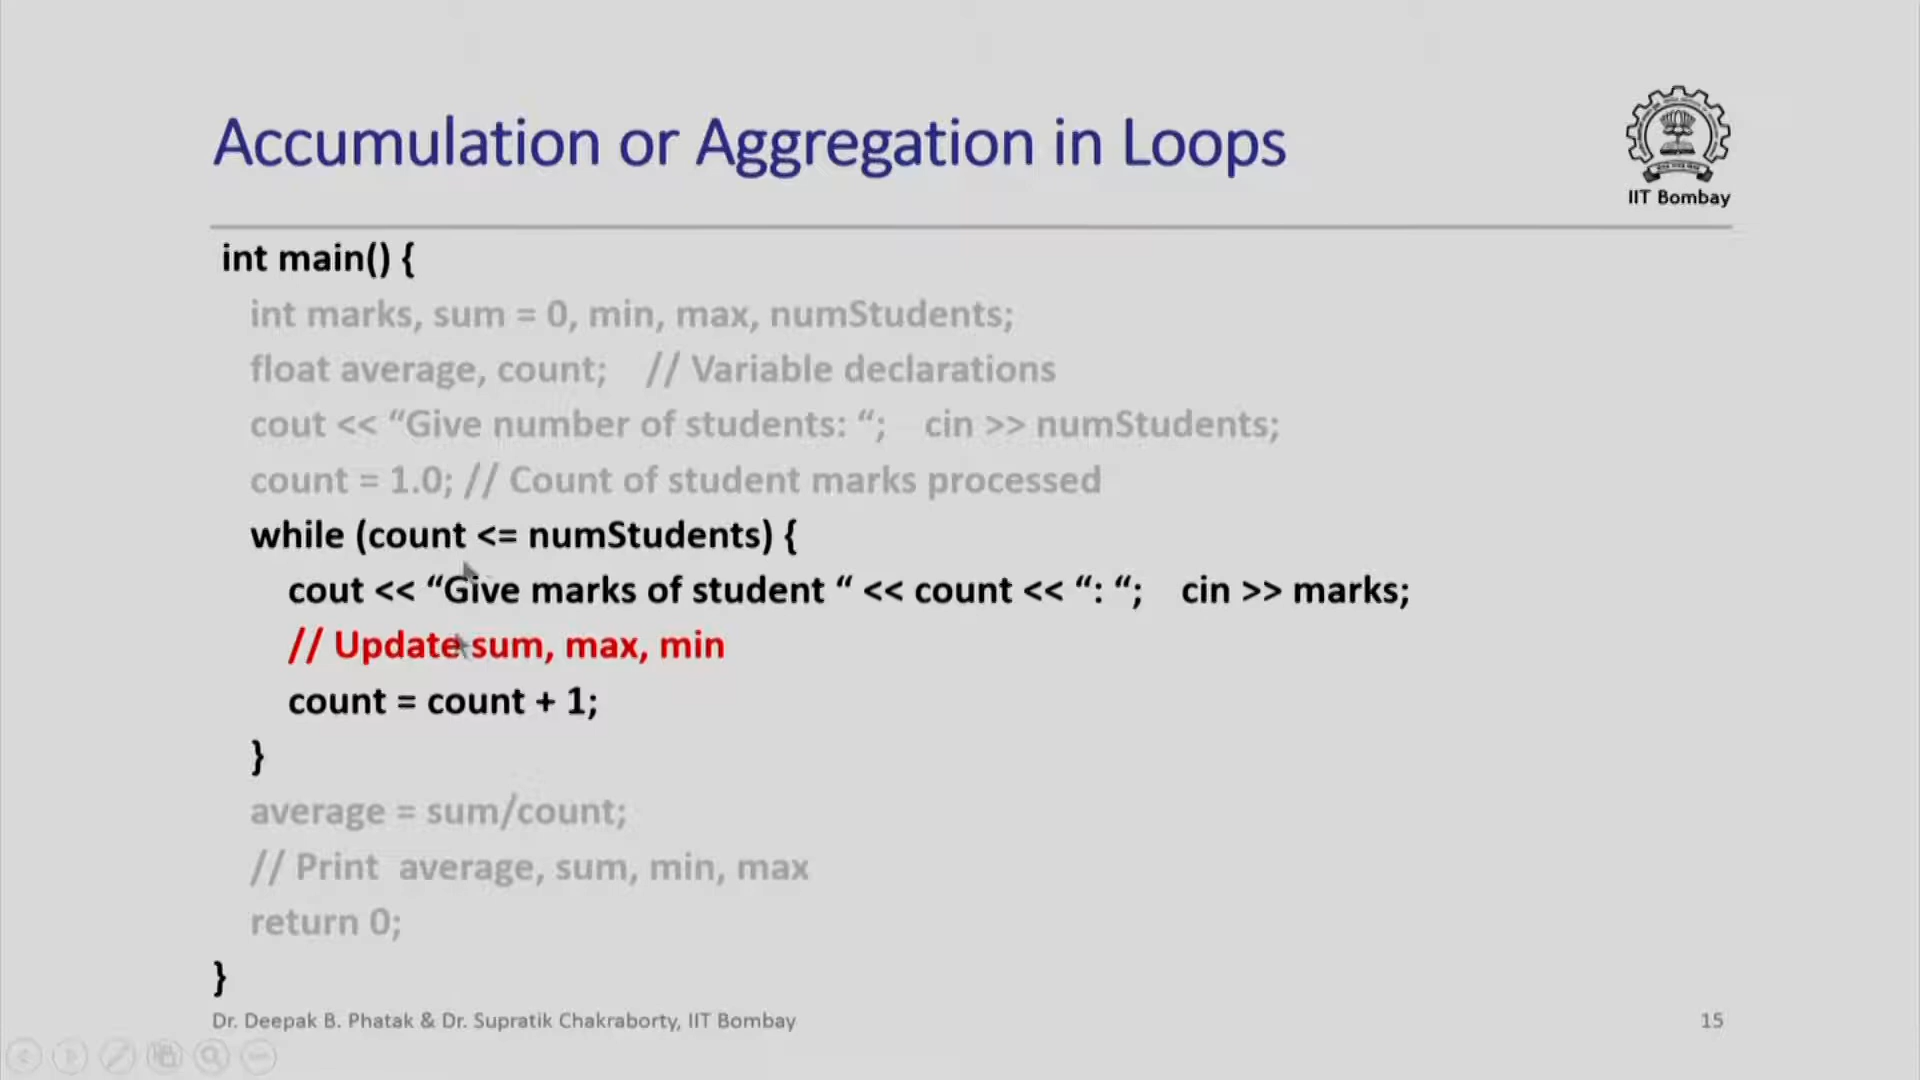 Accumulation or Aggregation in Loops
IIT Bombay
int main() {
int marks, sum = 0, min, max, numStudents;
float average, count;    // Variable declarations
cout << “Give number of students: “;    cin >> numStudents;
count = 1.0; // Count of student marks processed
while (count <= numStudents) {
cout << “Give marks of student “ << count << “: “;    cin >> marks;
// Update sum, max, min
count = count + 1;
}
average = sum/count;
// Print  average, sum, min, max
return 0;
}
Dr. Deepak B. Phatak & Dr. Supratik Chakraborty, IIT Bombay
15